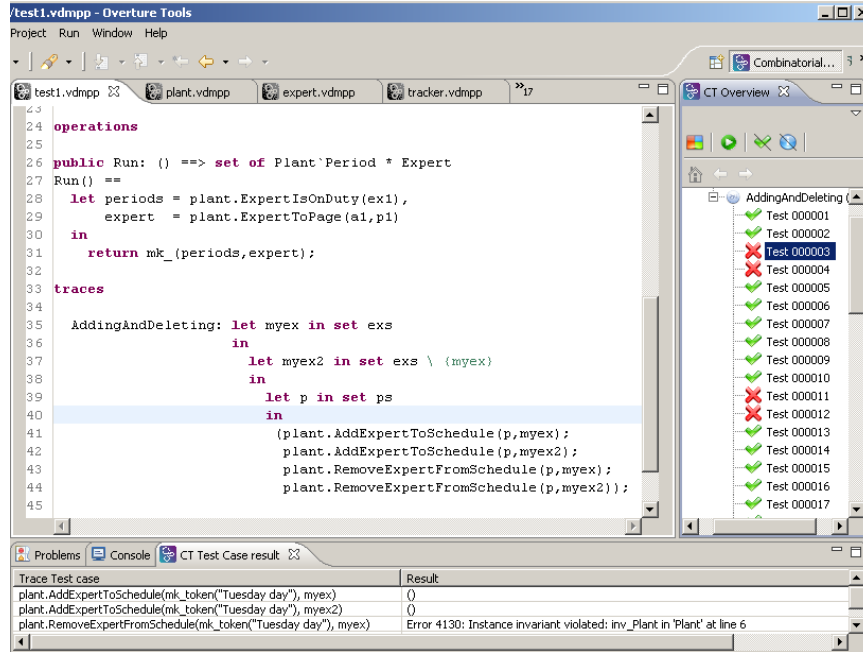 /test1.vdmpp - Overture Tools
Project Run Window Help
Combinatorial...
test1.vdmpp plant.vdmpp expert.vdmpp tracker.vdmpp »17
CT Overview
23
24 operations
25
26 public Run: () ==> set of Plant`Period * Expert
27 Run() ==
28 let periods = plant.ExpertIsOnDuty(ex1),
29 expert = plant.ExpertToPage(a1,p1)
30 in
31 return mk_(periods,expert);
32
33 traces
34
35 AddingAndDeleting: let myex in set exs
36 in
37 let myex2 in set exs \ {myex}
38 in
39 let p in set ps
40 in
41 (plant.AddExpertToSchedule(p,myex);
42 plant.AddExpertToSchedule(p,myex2);
43 plant.RemoveExpertFromSchedule(p,myex);
44 plant.RemoveExpertFromSchedule(p,myex2));
45
AddingAndDeleting (
Test 000001
Test 000002
Test 000003
Test 000004
Test 000005
Test 000006
Test 000007
Test 000008
Test 000009
Test 000010
Test 000011
Test 000012
Test 000013
Test 000014
Test 000015
Test 000016
Test 000017
Problems Console CT Test Case result
Trace Test case Result
plant.AddExpertToSchedule(mk_token("Tuesday day"), myex) ()
plant.AddExpertToSchedule(mk_token("Tuesday day"), myex2) ()
plant.RemoveExpertFromSchedule(mk_token("Tuesday day"), myex) Error 4130: Instance invariant violated: inv_Plant in 'Plant' at line 6